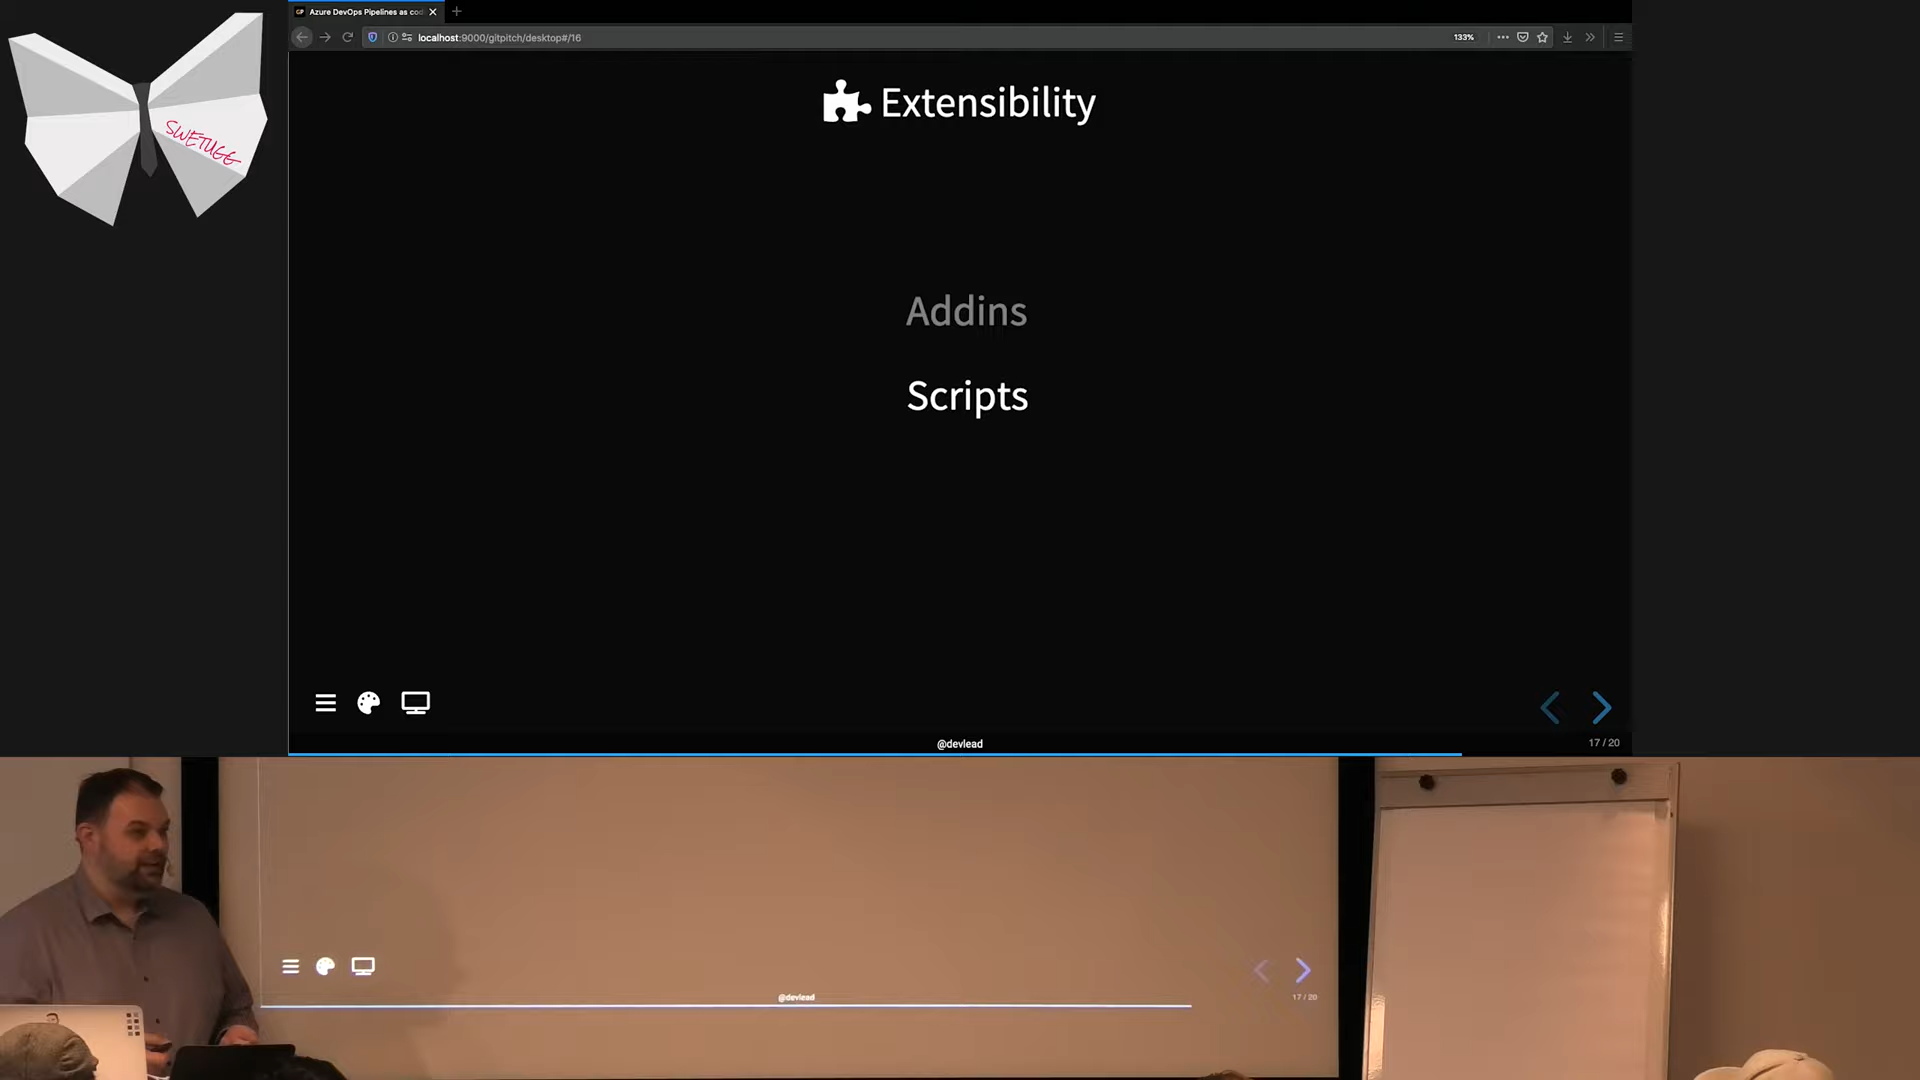 Azure DevOps Pipelines as cod
localhost:9000/gitpitch/desktop#/16
133%
SWETUGG
Extensibility
Addins
Scripts
@devlead
17 / 20
@devlead
17 / 20